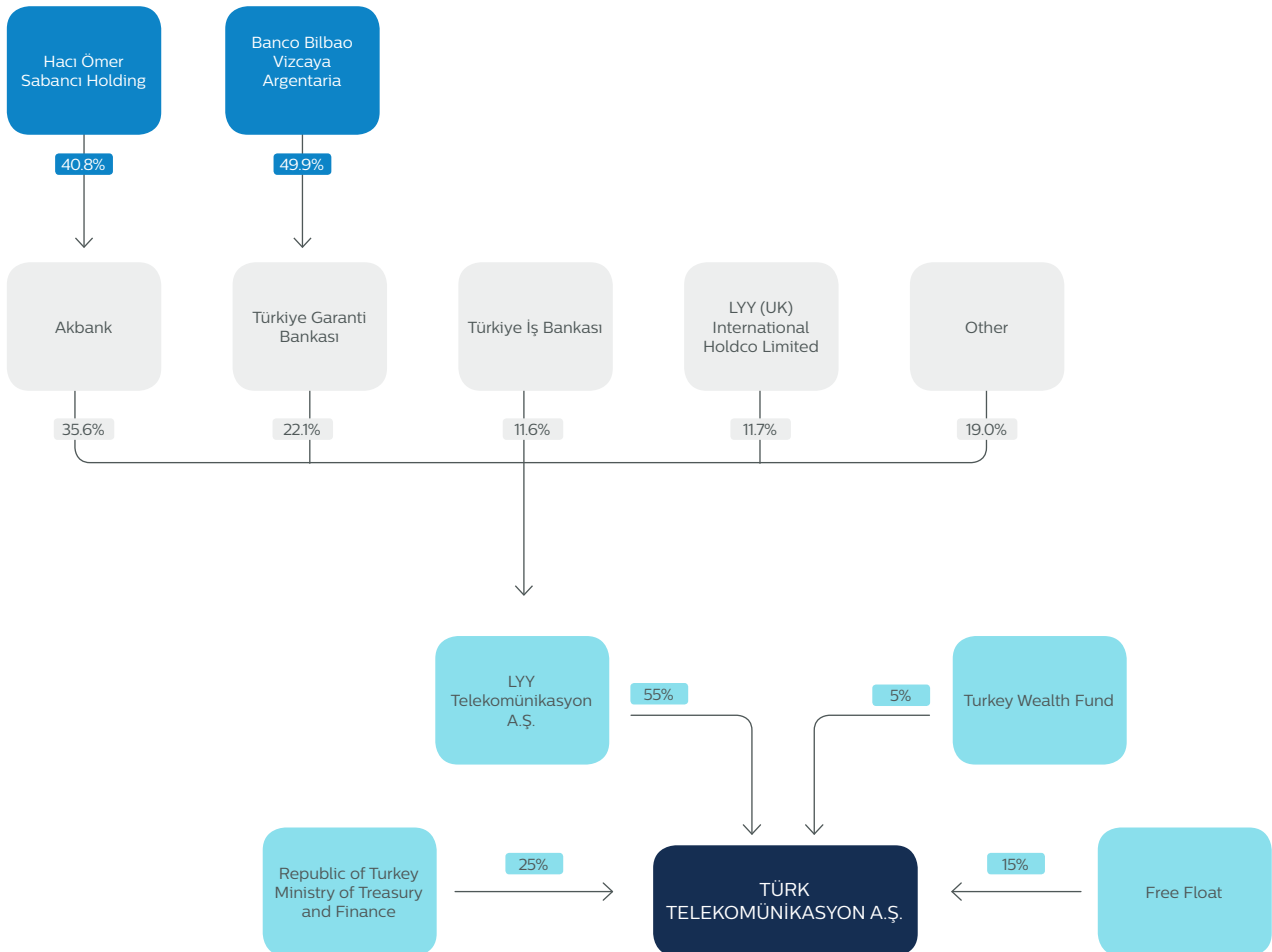 Hacı Ömer
Sabancı Holding
Banco Bilbao
Vizcaya
Argentaria
40.8%
49.9%
Akbank
Türkiye Garanti
Bankası
Türkiye İş Bankası
LYY (UK)
International
Holdco Limited
Other
35.6%
22.1%
11.6%
11.7%
19.0%
LYY
Telekomünikasyon
A.Ş.
55%
5%
Turkey Wealth Fund
Republic of Turkey
Ministry of Treasury
and Finance
25%
TÜRK
TELEKOMÜNİKASYON A.Ş.
15%
Free Float